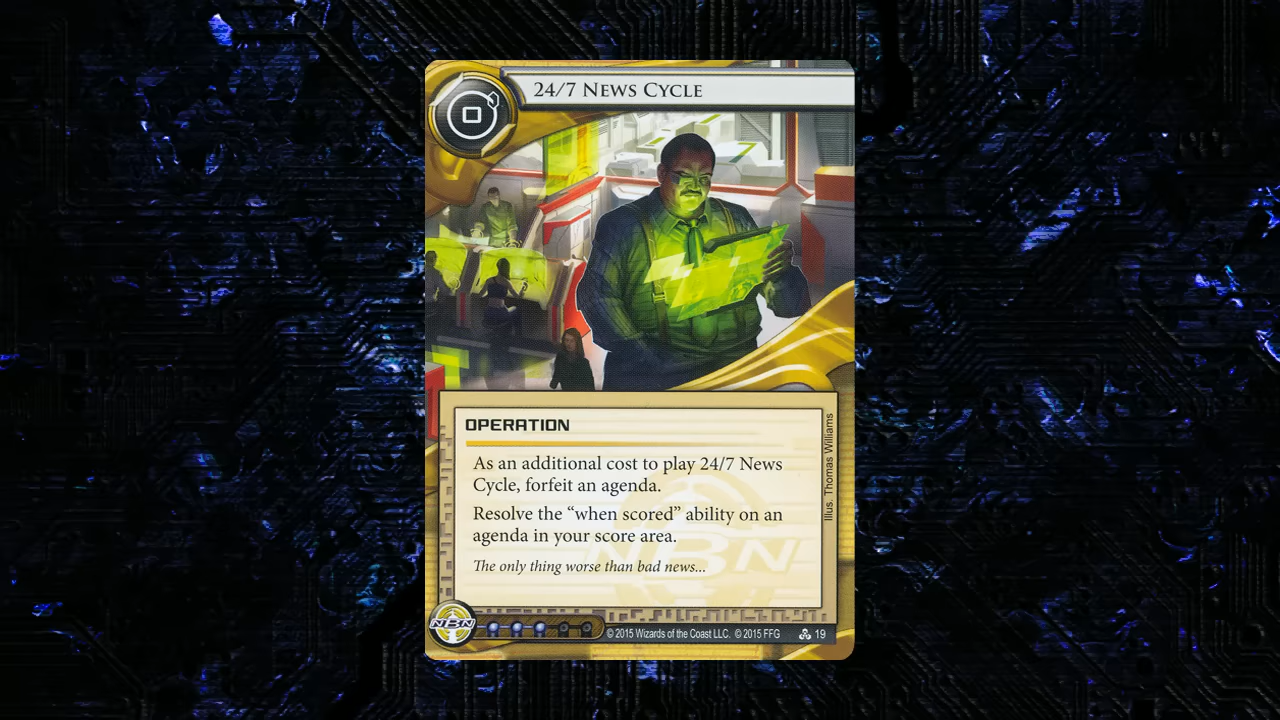 24/7 News Cycle
OPERATION
As an additional cost to play 24/7 News
Cycle, forfeit an agenda.
Resolve the “when scored” ability on an
agenda in your score area.
The only thing worse than bad news...
Illus. Thomas Williams
NBN
© 2015 Wizards of the Coast LLC. © 2015 FFG
19